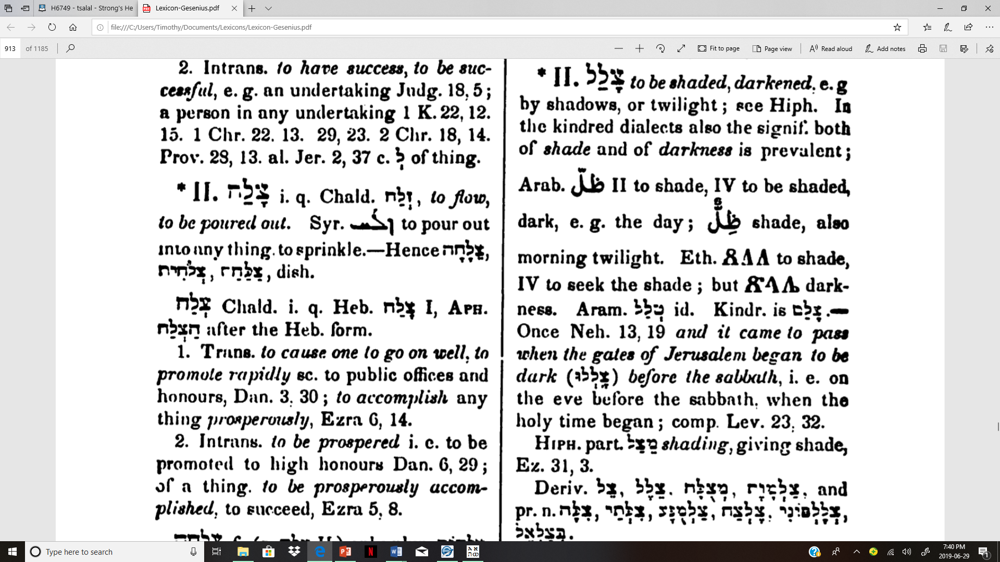 H6749 - tsalal - Strong's He
Lexicon-Gesenius.pdf
file:///C:/Users/Timothy/Documents/Lexicons/Lexicon-Gesenius.pdf
913 of 1185
Fit to page
Page view
Read aloud
Add notes
2. Intrans. to have success, to be suc-
cessful, e. g. an undertaking Judg. 18, 5;
a person in any undertaking 1 K. 22, 12.
15. 1 Chr. 22. 13. 29, 23. 2 Chr. 18, 14.
Prov. 28, 13. al. Jer. 2, 37 c. לְ of thing.
* II. צָלַח i. q. Chald. זְלַח, to flow,
to be poured out. Syr. to pour out
into any thing. to sprinkle.—Hence צֵלָחָה,
צְלֹחִית, צַלַּחַת, dish.
צְלַח Chald. i. q. Heb. צָלַח I, APH.
הַצְלַח after the Heb. form.
1. Trans. to cause one to go on well, to
promote rapidly sc. to public offices and
honours, Dan. 3, 30; to accomplish any
thing prosperously, Ezra 6, 14.
2. Intrans. to be prospered i. e. to be
promoted to high honours Dan. 6, 29;
of a thing. to be prosperously accom-
plished, to succeed, Ezra 5, 8.
* II. צָלַל to be shaded, darkened, e. g
by shadows, or twilight; see Hiph. In
the kindred dialects also the signif. both
of shade and of darkness is prevalent;
Arab. ظلّ II to shade, IV to be shaded,
dark, e. g. the day; ظِلٌّ shade, also
morning twilight. Eth. ጸለለ to shade,
IV to seek the shade; but dark-
ness. Aram. טְלַל id. Kindr. is צָלַם.—
Once Neh. 13, 19 and it came to pass
when the gates of Jerusalem began to be
dark (צָלְלוּ) before the sabbath, i. e. on
the eve before the sabbath, when the
holy time began; comp. Lev. 23, 32.
HIPH. part. מֵצַל shading, giving shade,
Ez. 31, 3.
Deriv. צֵל, צֵלֶל, מְצִלָּה, צַלְמָוֶת, and
pr. n. צִלָּה, צִלְּתַי, צַלְמֻנָּע, צְלָפְחָד,
בְּצַלְאֵל.
Type here to search
7:40 PM
2019-06-29